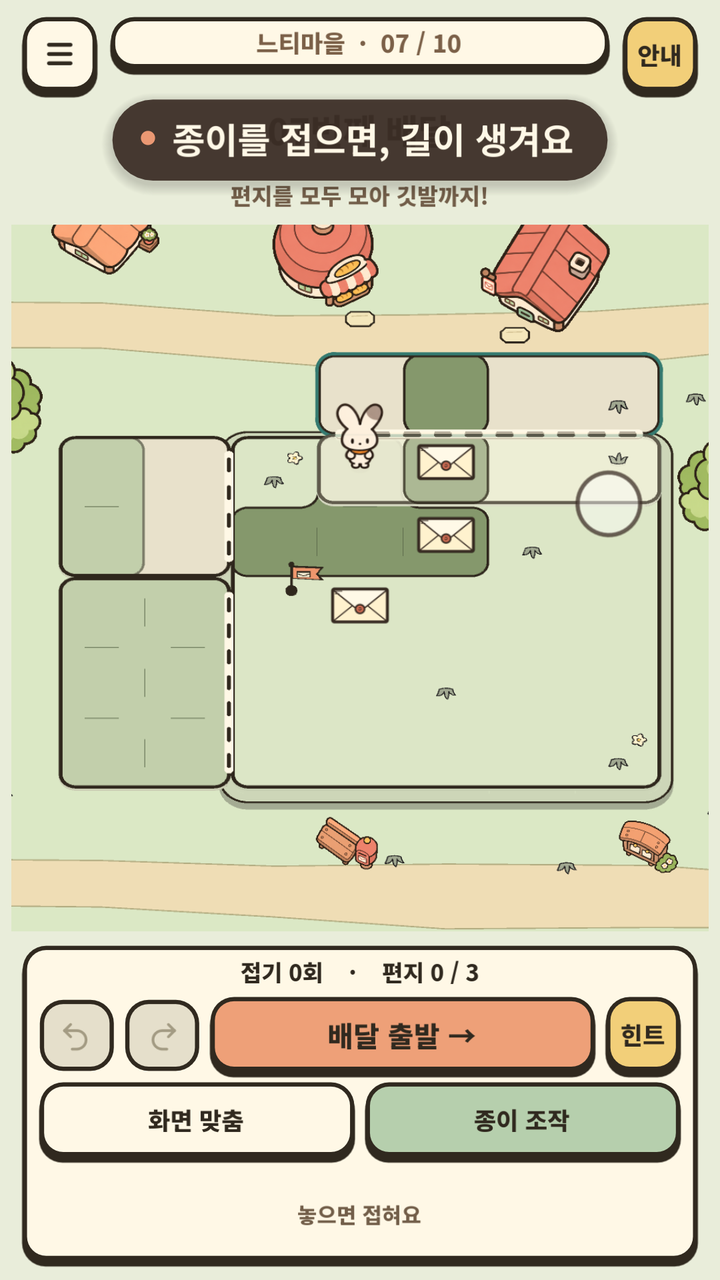 느티마을 · 07 / 10
안내
종이를 접으면, 길이 생겨요
편지를 모두 모아 깃발까지!
접기 0회 · 편지 0 / 3
배달 출발 →
힌트
화면 맞춤
종이 조작
놓으면 접혀요